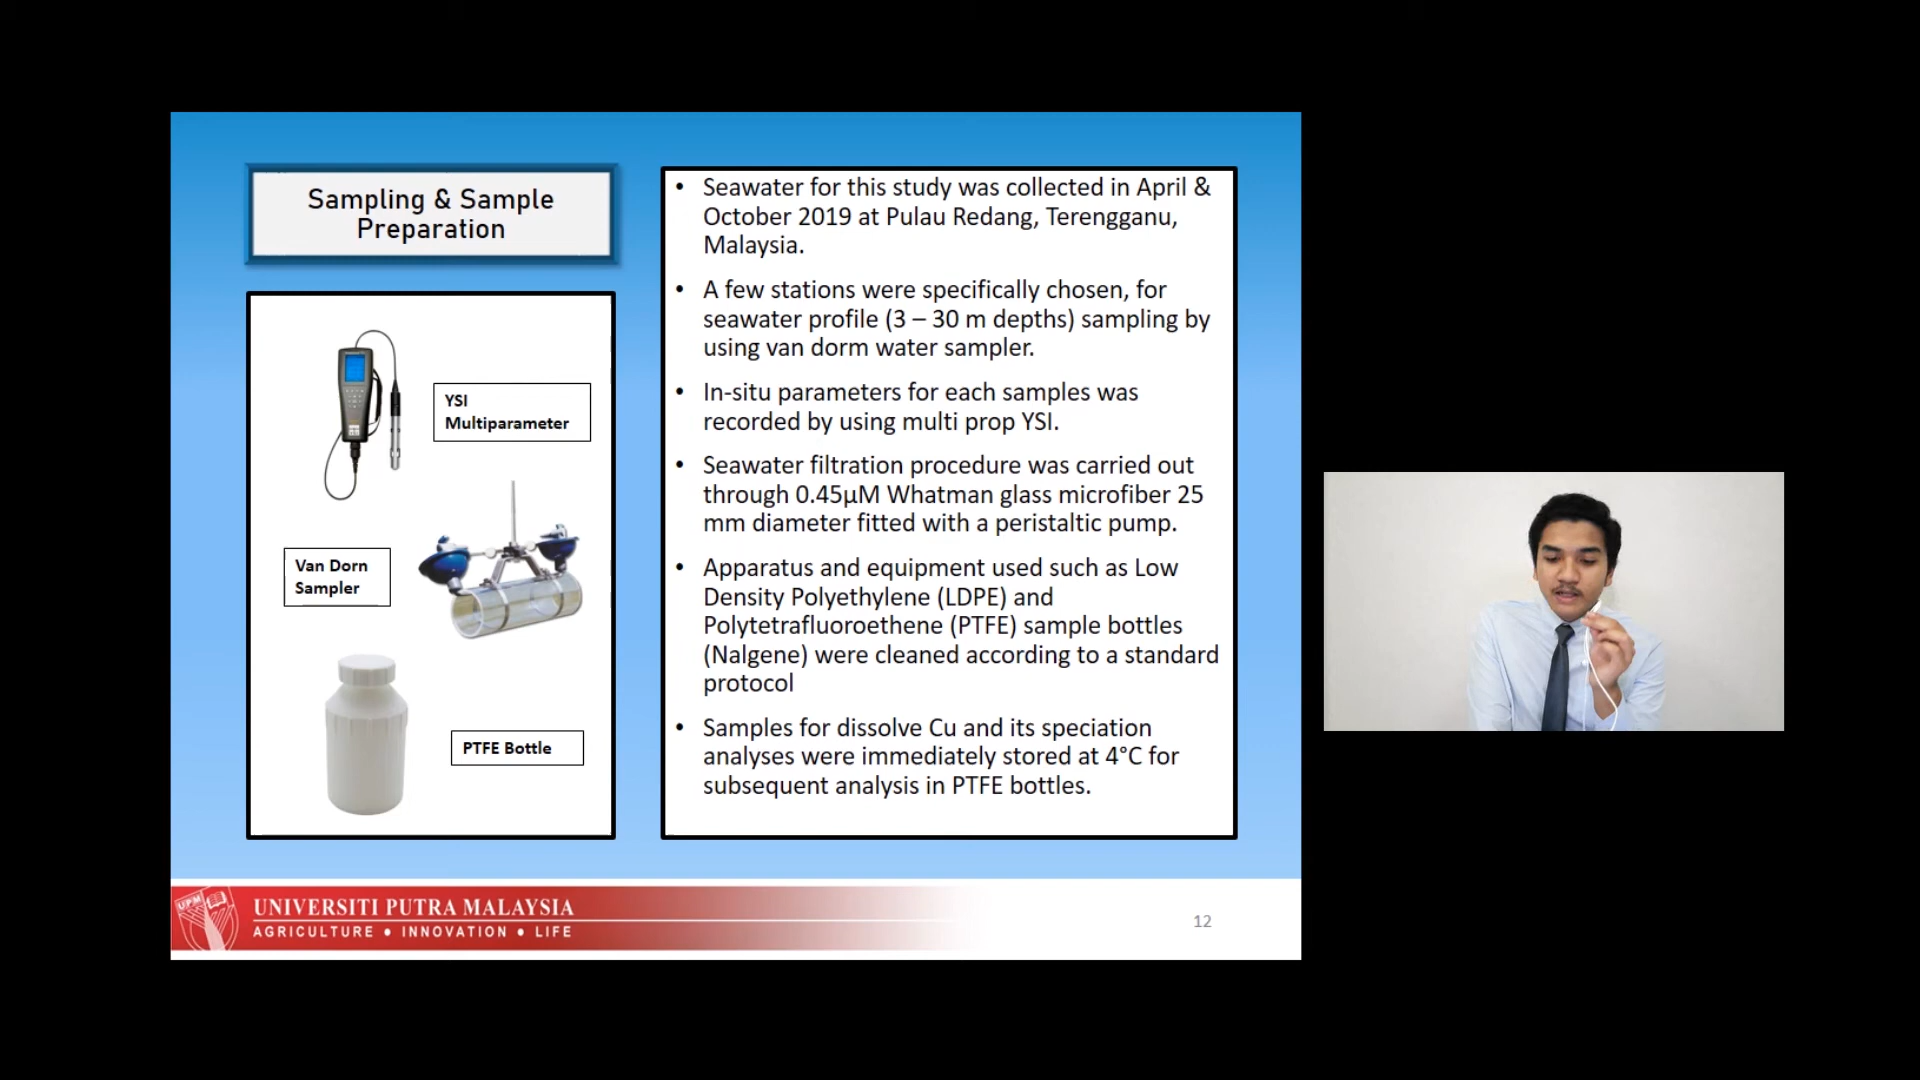 Sampling & Sample
Preparation
YSI
Multiparameter
Van Dorn
Sampler
PTFE Bottle
• Seawater for this study was collected in April &
October 2019 at Pulau Redang, Terengganu,
Malaysia.
• A few stations were specifically chosen, for
seawater profile (3 – 30 m depths) sampling by
using van dorm water sampler.
• In-situ parameters for each samples was
recorded by using multi prop YSI.
• Seawater filtration procedure was carried out
through 0.45µM Whatman glass microfiber 25
mm diameter fitted with a peristaltic pump.
• Apparatus and equipment used such as Low
Density Polyethylene (LDPE) and
Polytetrafluoroethene (PTFE) sample bottles
(Nalgene) were cleaned according to a standard
protocol
• Samples for dissolve Cu and its speciation
analyses were immediately stored at 4°C for
subsequent analysis in PTFE bottles.
UPM
UNIVERSITI PUTRA MALAYSIA
AGRICULTURE • INNOVATION • LIFE
12